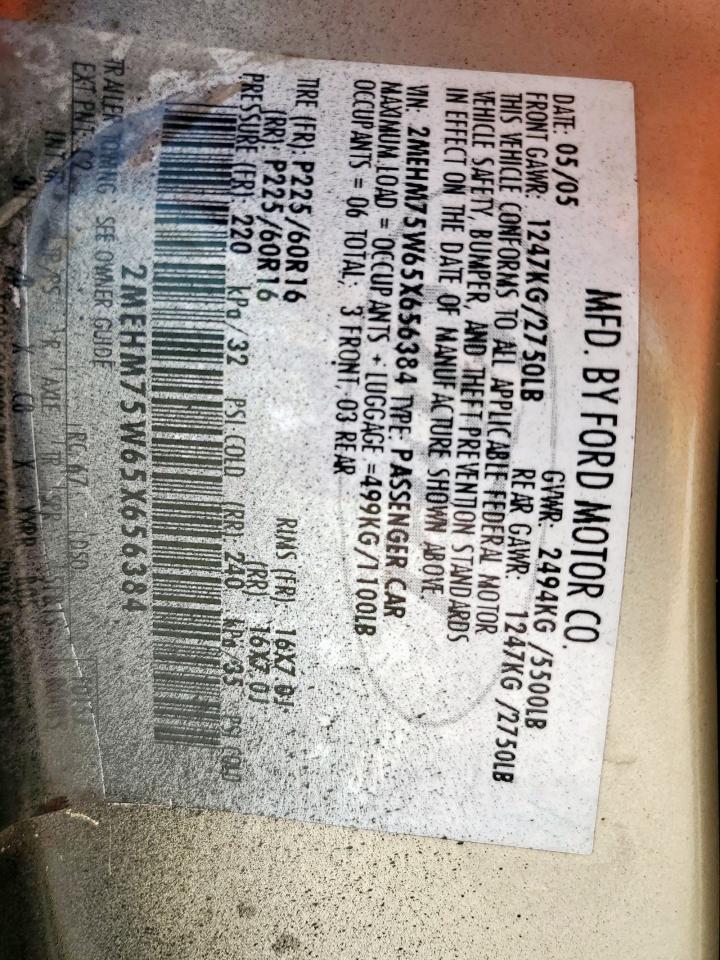 MFD. BY FORD MOTOR CO.
DATE: 05/05 GVWR: 2494KG /5500LB
FRONT GAWR: 1247KG/2750LB REAR GAWR: 1247KG /2750LB
THIS VEHICLE CONFORMS TO ALL APPLICABLE FEDERAL MOTOR
VEHICLE SAFETY, BUMPER, AND THEFT PREVENTION STANDARDS
IN EFFECT ON THE DATE OF MANUFACTURE SHOWN ABOVE.
VIN: 2MEHM75W65X656384 TYPE: PASSENGER CAR
MAXIMUM LOAD = OCCUPANTS + LUGGAGE =499KG/1100LB
OCCUPANTS = 06 TOTAL; 3 FRONT, 03 REAR
TIRE (FR): P225/60R16 RIMS (FR): 16X7.0J
(RR): P225/60R16 (RR): 16X7.0J
PRESSURE (FR): 220 kPa/32 PSI COLD (RR): 240 kPa/35 PSI COLD
2MEHM75W65X656384
TRAILER TOWING - SEE OWNER GUIDE
EXT PNT: